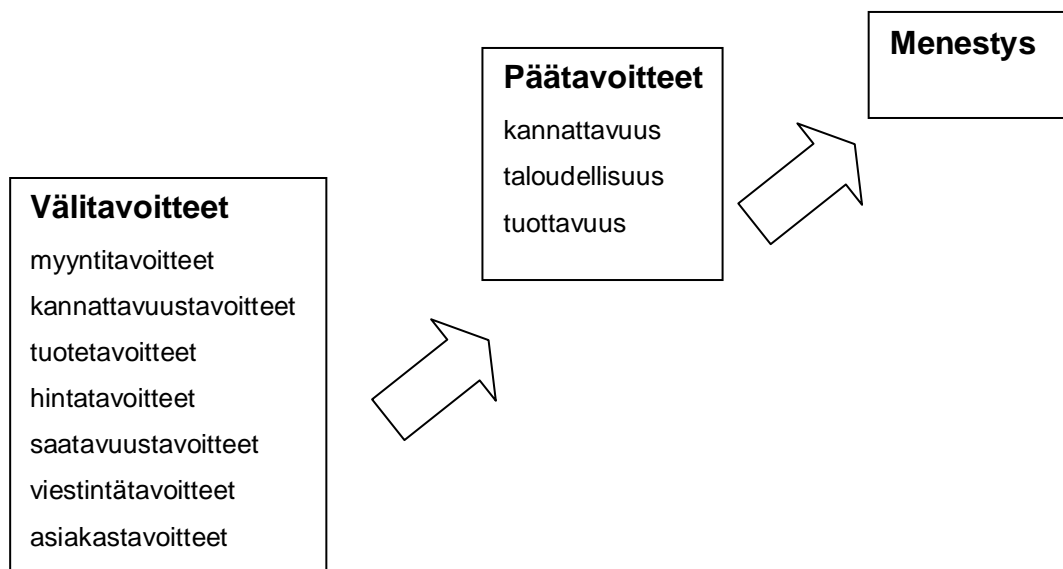 Välitavoitteet
myyntitavoitteet
kannattavuustavoitteet
tuotetavoitteet
hintatavoitteet
saatavuustavoitteet
viestintätavoitteet
asiakastavoitteet
Päätavoitteet
kannattavuus
taloudellisuus
tuottavuus
Menestys